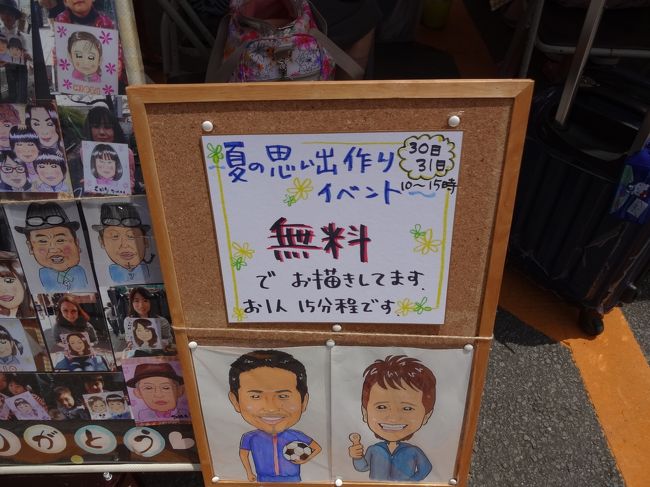 夏の思い出作り
イベント
30日
31日
10〜15時
無料
で お描きしてます.
お1人 15分程です
りがとう